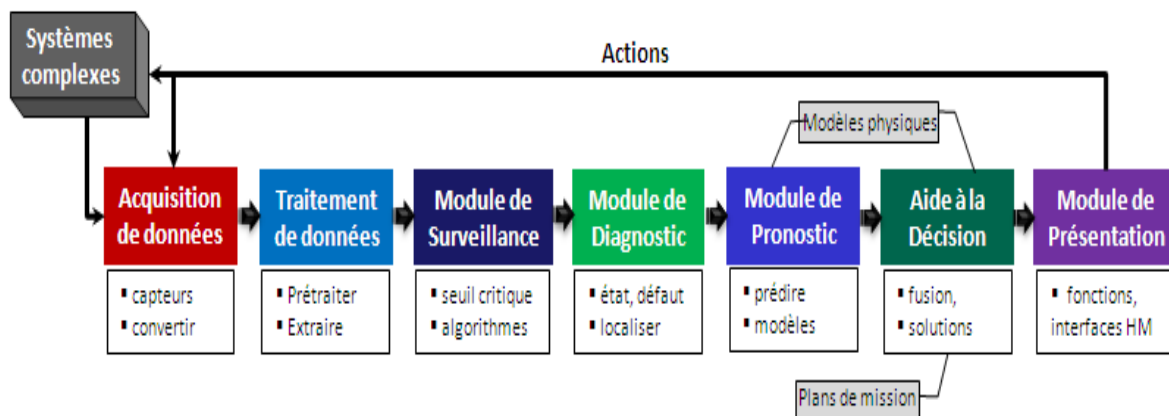 Systèmes
complexes
Actions
Modèles physiques
Acquisition
de données
Traitement
de données
Module de
Surveillance
Module de
Diagnostic
Module de
Pronostic
Aide à la
Décision
Module de
Présentation
▪ capteurs
▪ convertir
▪ Prétraiter
▪ Extraire
▪ seuil critique
▪ algorithmes
▪ état, défaut
▪ localiser
▪ prédire
▪ modèles
▪ fusion,
▪ solutions
▪ fonctions,
interfaces HM
Plans de mission